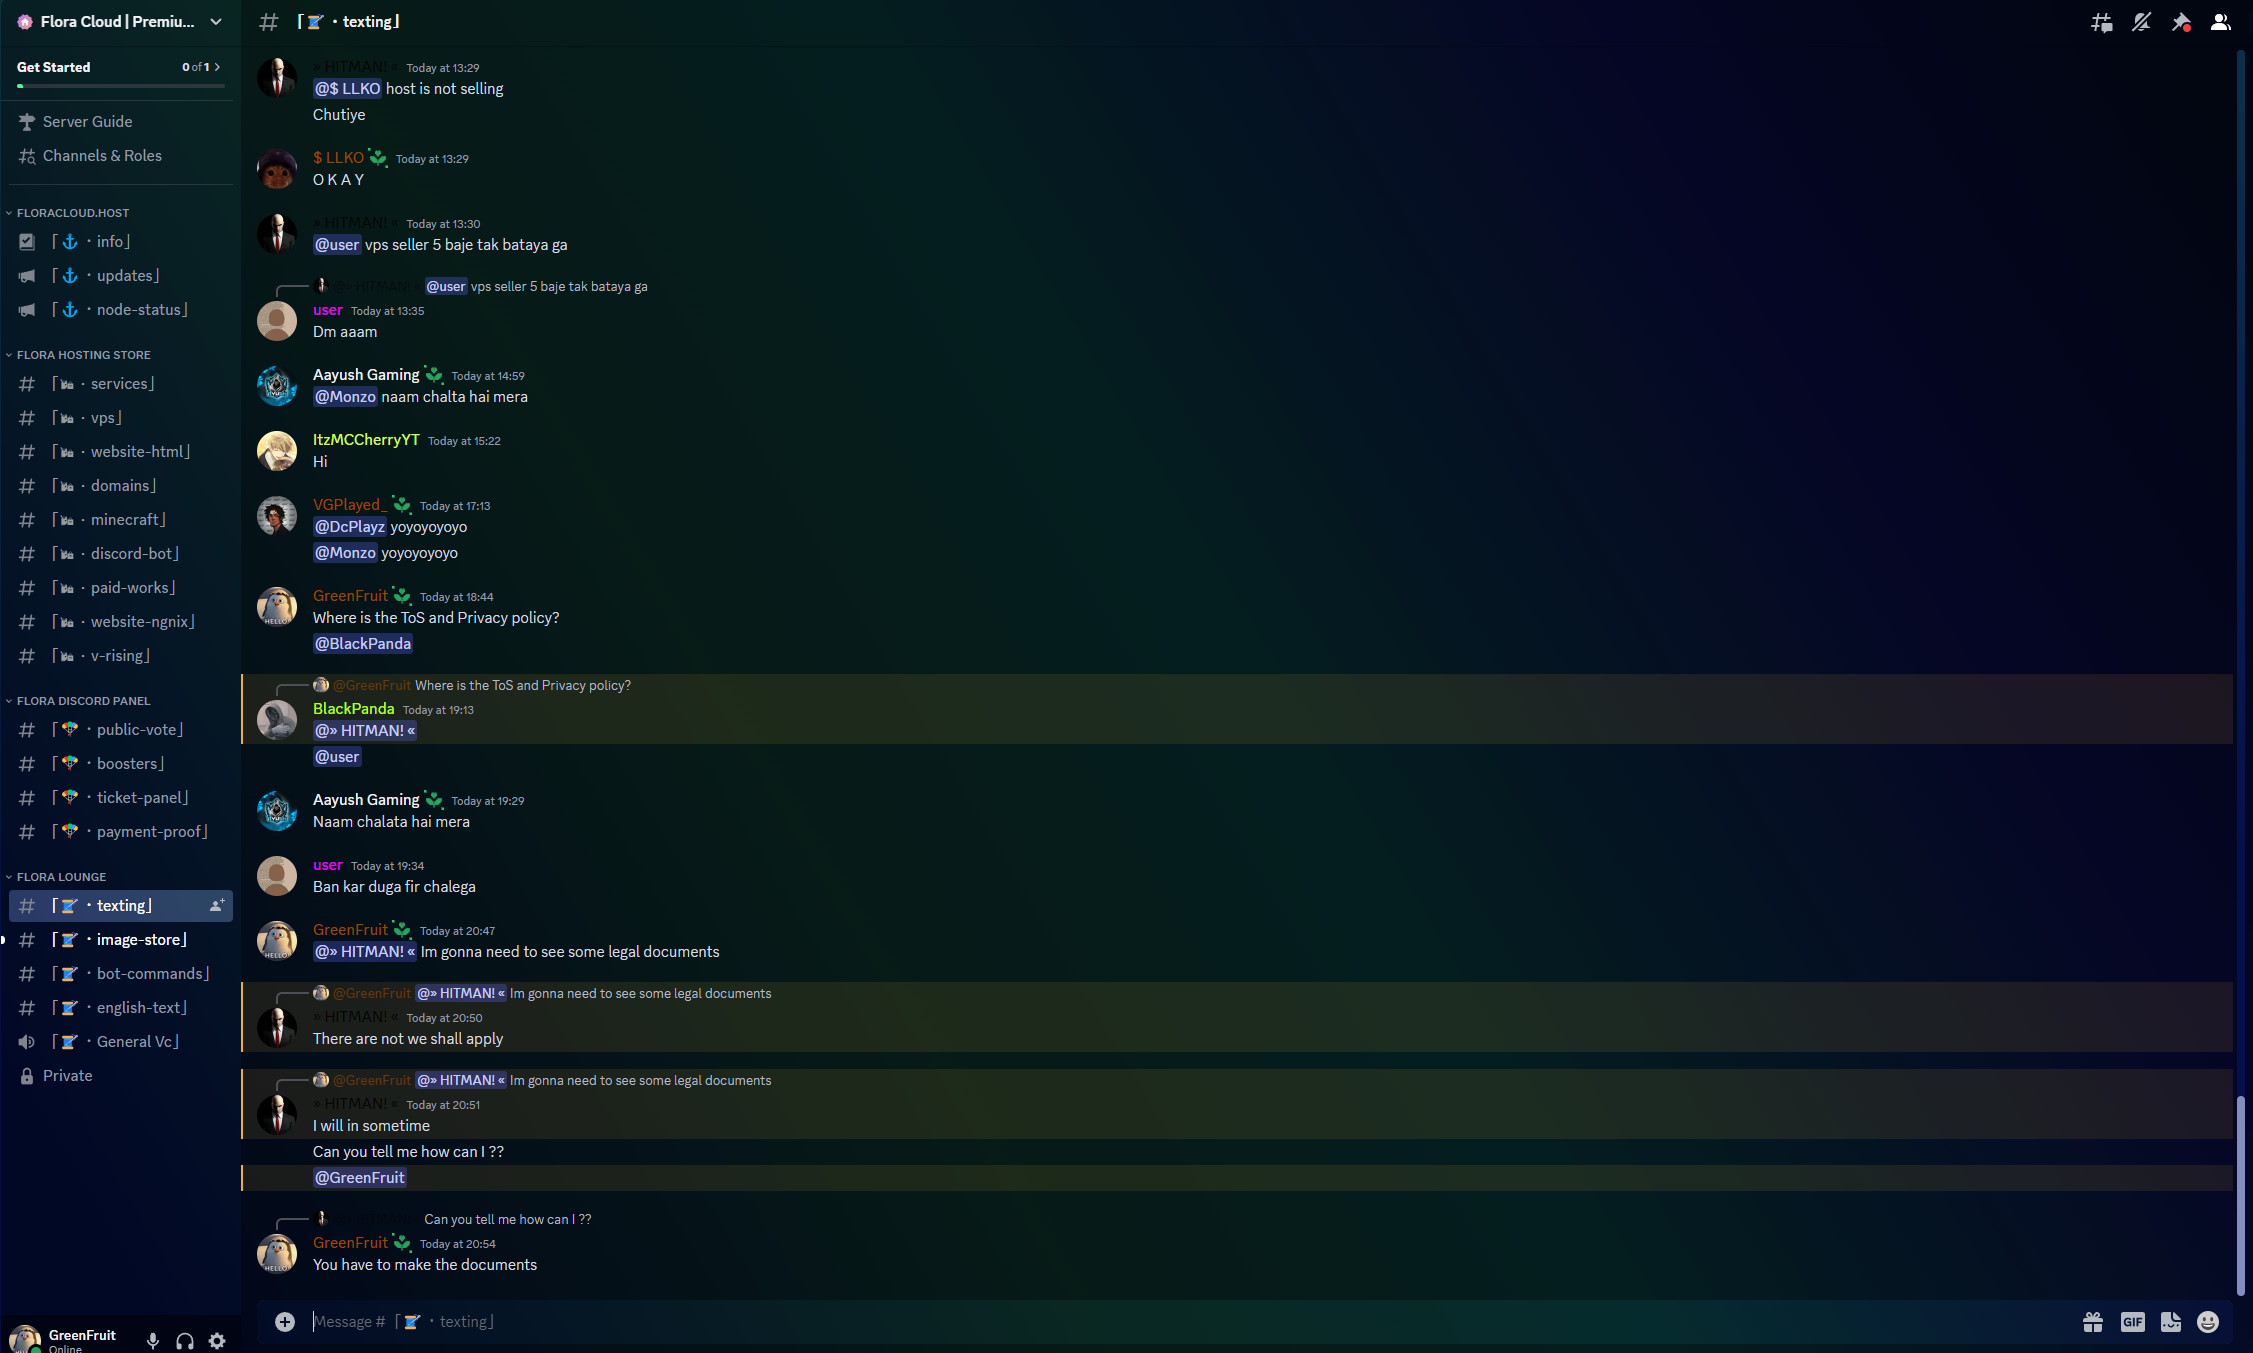 Flora Cloud | Premiu...
Get Started
0 of 1
Server Guide
Channels & Roles
FLORACLOUD.HOST
「⚓・info」
「⚓・updates」
「⚓・node-status」
FLORA HOSTING STORE
「・services」
「・vps」
「・website-html」
「・domains」
「・minecraft」
「・discord-bot」
「・paid-works」
「・website-ngnix」
「・v-rising」
FLORA DISCORD PANEL
「🪂・public-vote」
「🪂・boosters」
「🪂・ticket-panel」
「🪂・payment-proof」
FLORA LOUNGE
「・texting」
「・image-store」
「・bot-commands」
「・english-text」
「・General Vc」
Private
GreenFruit
Online
「・texting」
» HITMAN! « Today at 13:29
@$ LLKO host is not selling
Chutiye
$ LLKO Today at 13:29
O K A Y
» HITMAN! « Today at 13:30
@user vps seller 5 baje tak bataya ga
@» HITMAN! « @user vps seller 5 baje tak bataya ga
user Today at 13:35
Dm aaam
Aayush Gaming Today at 14:59
@Monzo naam chalta hai mera
ItzMCCherryYT Today at 15:22
Hi
VGPlayed_ Today at 17:13
@DcPlayz yoyoyoyoyo
@Monzo yoyoyoyoyo
GreenFruit Today at 18:44
Where is the ToS and Privacy policy?
@BlackPanda
@GreenFruit Where is the ToS and Privacy policy?
BlackPanda Today at 19:13
@» HITMAN! «
@user
Aayush Gaming Today at 19:29
Naam chalata hai mera
user Today at 19:34
Ban kar duga fir chalega
GreenFruit Today at 20:47
@» HITMAN! « Im gonna need to see some legal documents
@GreenFruit @» HITMAN! « Im gonna need to see some legal documents
» HITMAN! « Today at 20:50
There are not we shall apply
@GreenFruit @» HITMAN! « Im gonna need to see some legal documents
» HITMAN! « Today at 20:51
I will in sometime
Can you tell me how can I ??
@GreenFruit
Can you tell me how can I ??
GreenFruit Today at 20:54
HELLO
You have to make the documents
Message # 「・texting」
GIF